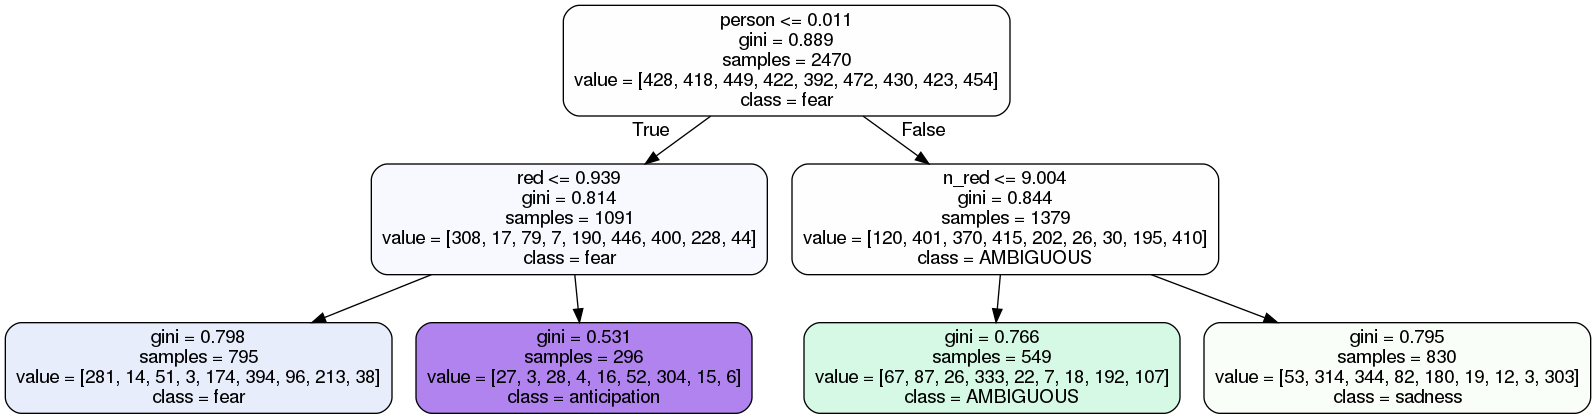 person <= 0.011
gini = 0.889
samples = 2470
value = [428, 418, 449, 422, 392, 472, 430, 423, 454]
class = fear
True
False
red <= 0.939
gini = 0.814
samples = 1091
value = [308, 17, 79, 7, 190, 446, 400, 228, 44]
class = fear
n_red <= 9.004
gini = 0.844
samples = 1379
value = [120, 401, 370, 415, 202, 26, 30, 195, 410]
class = AMBIGUOUS
gini = 0.798
samples = 795
value = [281, 14, 51, 3, 174, 394, 96, 213, 38]
class = fear
gini = 0.531
samples = 296
value = [27, 3, 28, 4, 16, 52, 304, 15, 6]
class = anticipation
gini = 0.766
samples = 549
value = [67, 87, 26, 333, 22, 7, 18, 192, 107]
class = AMBIGUOUS
gini = 0.795
samples = 830
value = [53, 314, 344, 82, 180, 19, 12, 3, 303]
class = sadness